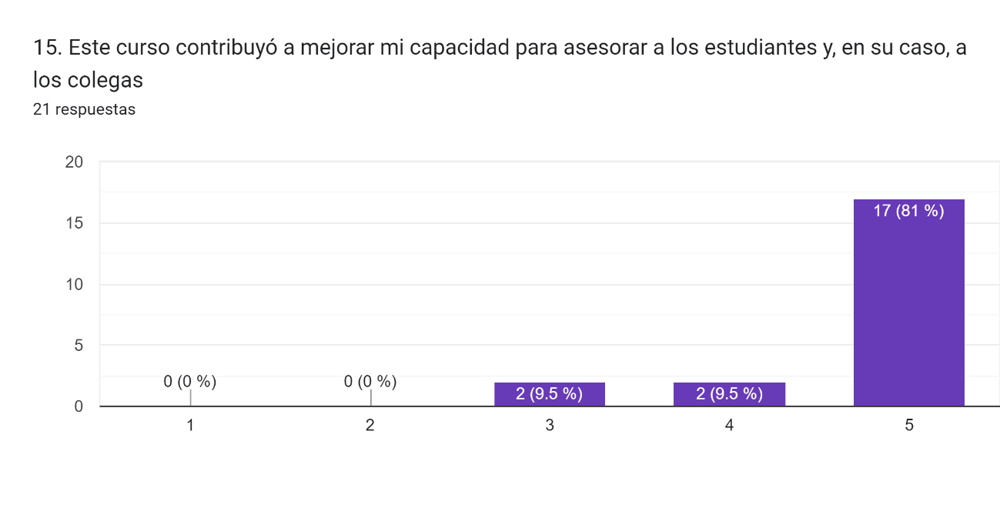 15. Este curso contribuyó a mejorar mi capacidad para asesorar a los estudiantes y, en su caso, a
los colegas
21 respuestas
20
15
10
5
0
17 (81 %)
0 (0 %)
0 (0 %)
2 (9.5 %)
2 (9.5 %)
1
2
3
4
5